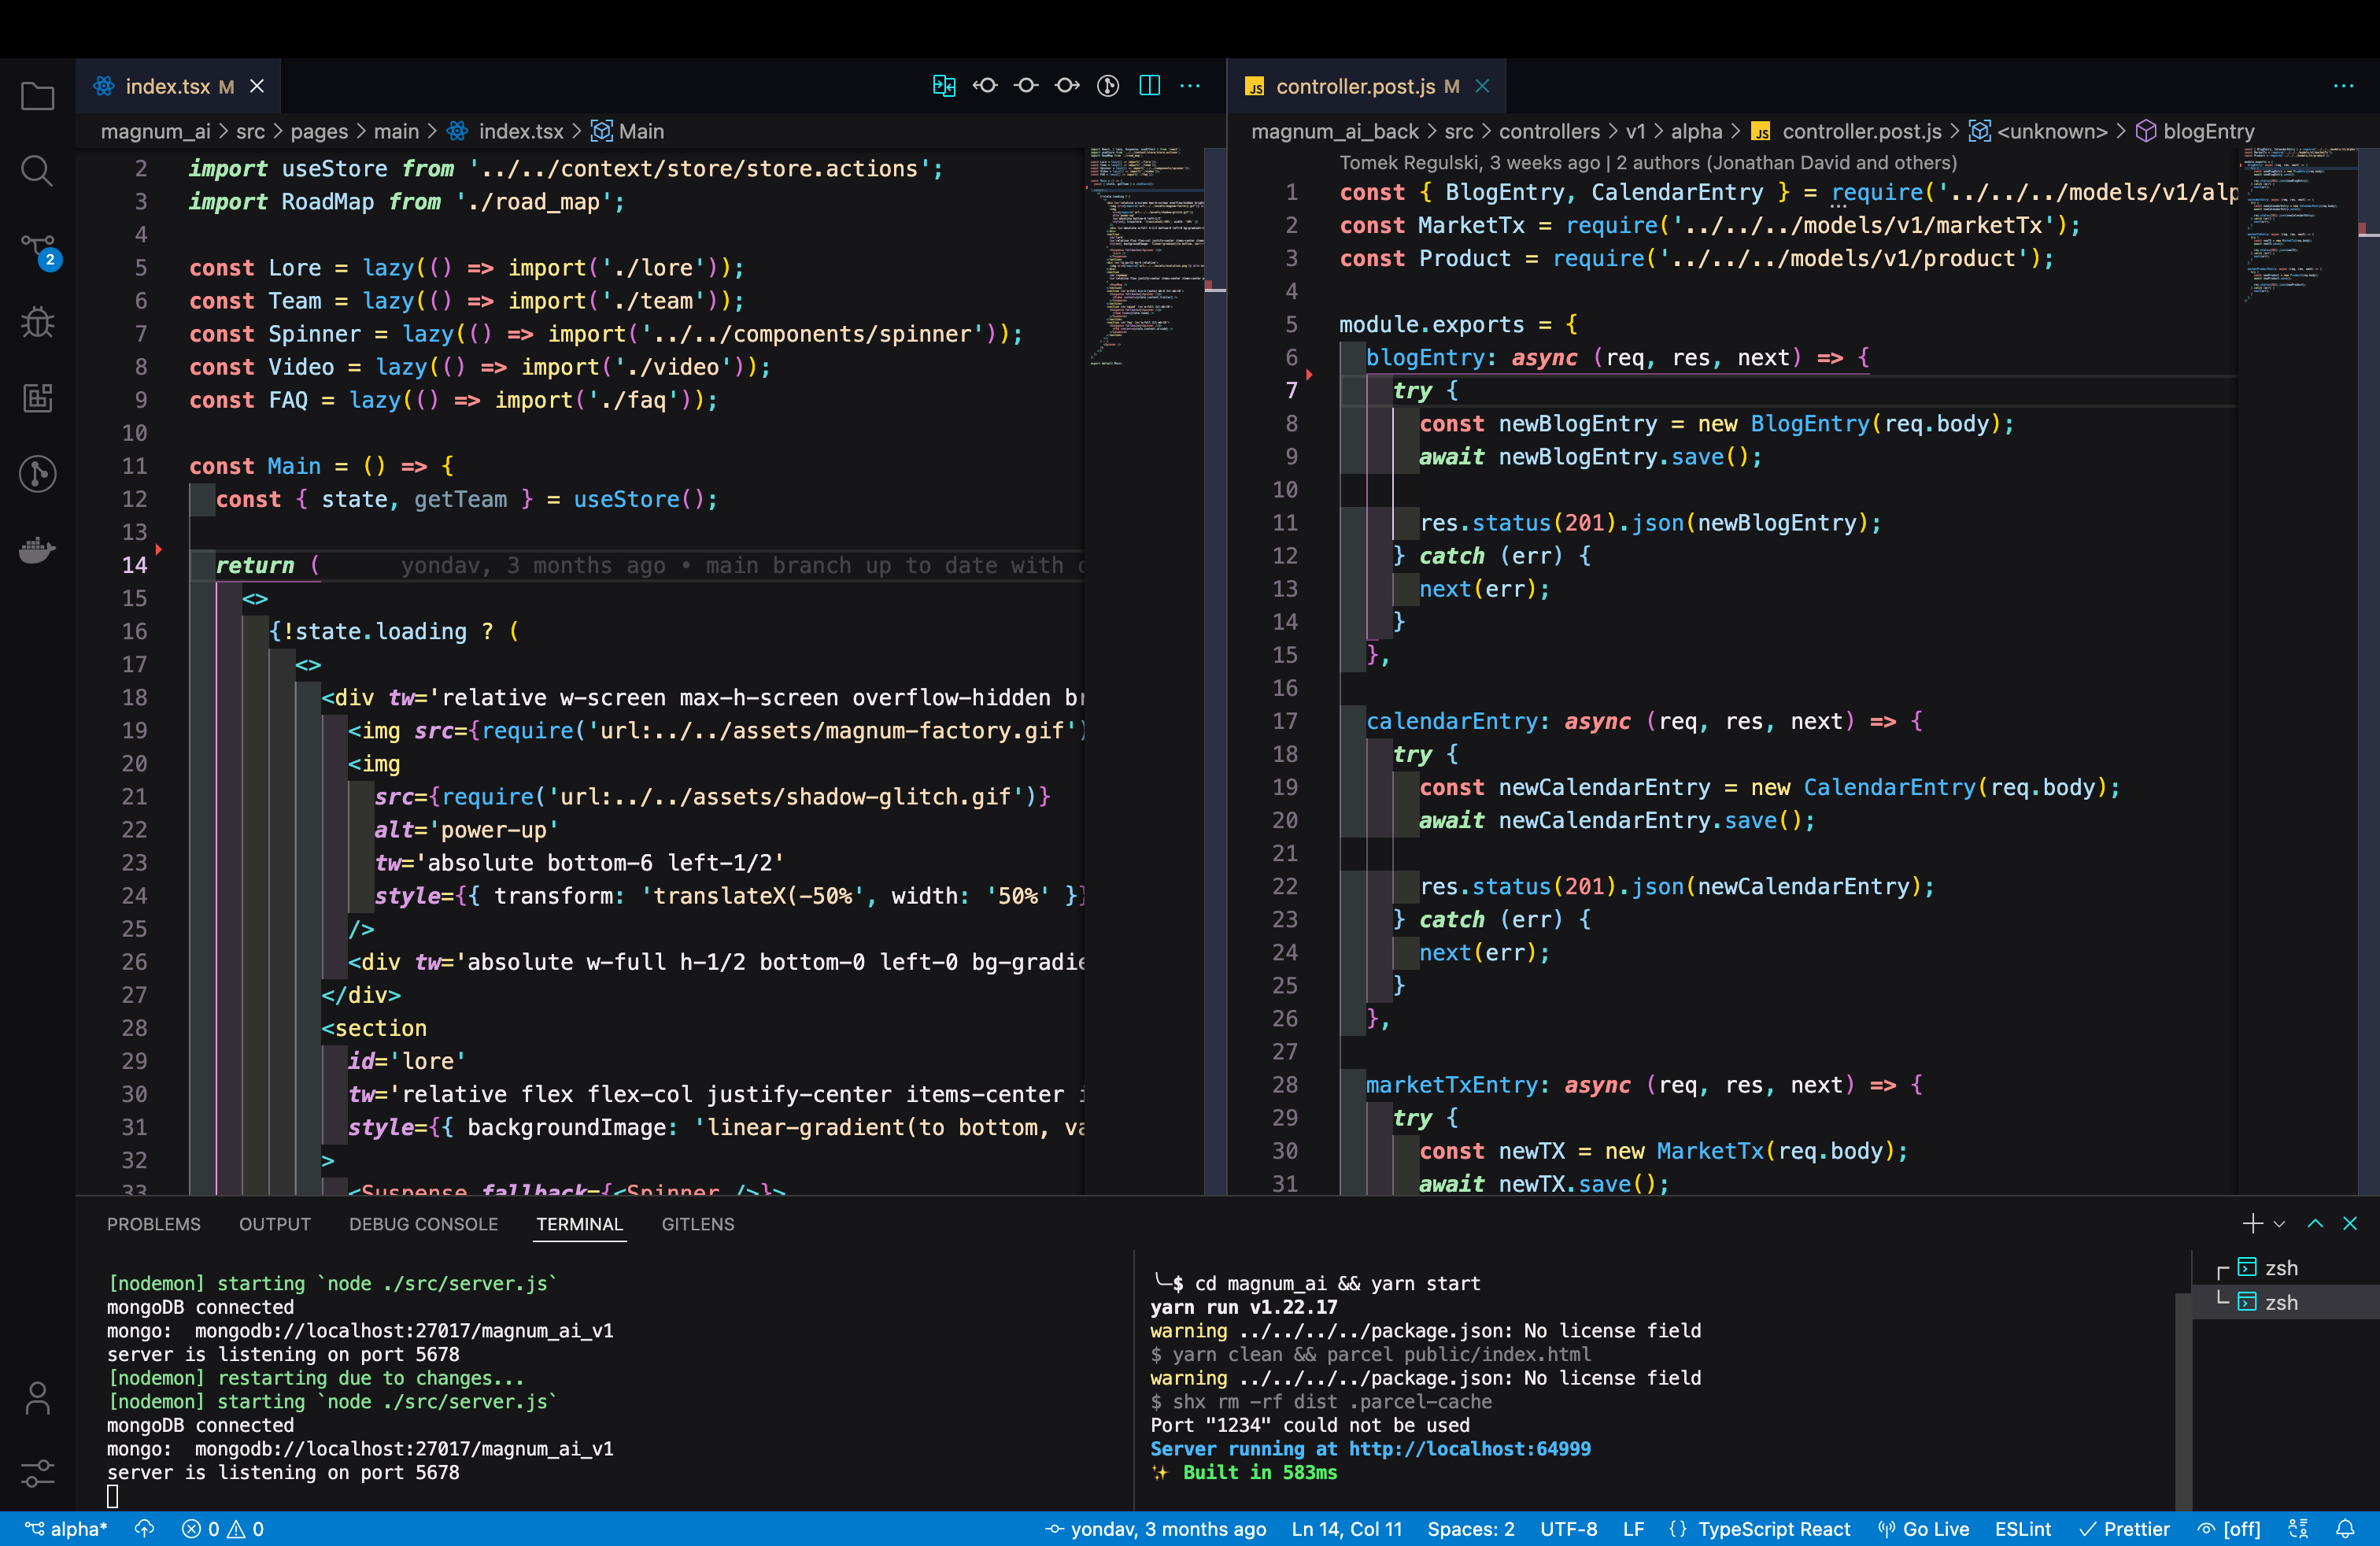 index.tsx M
magnum_ai > src > pages > main > index.tsx > Main
2 import useStore from '../../context/store/store.actions';
3 import RoadMap from './road_map';
4
5 const Lore = lazy(() => import('./lore'));
6 const Team = lazy(() => import('./team'));
7 const Spinner = lazy(() => import('../../components/spinner'));
8 const Video = lazy(() => import('./video'));
9 const FAQ = lazy(() => import('./faq'));
10
11 const Main = () => {
12 const { state, getTeam } = useStore();
13
14 return ( yondav, 3 months ago • main branch up to date with
15 <>
16 {!state.loading ? (
17 <>
18 <div tw='relative w-screen max-h-screen overflow-hidden
19 <img src={require('url:../../assets/magnum-factory.gif')
20 <img
21 src={require('url:../../assets/shadow-glitch.gif')}
22 alt='power-up'
23 tw='absolute bottom-6 left-1/2'
24 style={{ transform: 'translateX(-50%', width: '50%' }}
25 />
26 <div tw='absolute w-full h-1/2 bottom-0 left-0
27 </div>
28 <section
29 id='lore'
30 tw='relative flex flex-col justify-center items-center
31 style={{ backgroundImage: 'linear-gradient(to bottom,
32 >
33 <Suspense fallback={<Spinner />}>
controller.post.js M
magnum_ai_back > src > controllers > v1 > alpha > JS controller.post.js > <unknown> > blogEntry
Tomek Regulski, 3 weeks ago | 2 authors (Jonathan David and others)
1 const { BlogEntry, CalendarEntry } = require('../../../models/v1/alp
2 const MarketTx = require('../../../models/v1/marketTx');
3 const Product = require('../../../models/v1/product');
4
5 module.exports = {
6 blogEntry: async (req, res, next) => {
7 try {
8 const newBlogEntry = new BlogEntry(req.body);
9 await newBlogEntry.save();
10
11 res.status(201).json(newBlogEntry);
12 } catch (err) {
13 next(err);
14 }
15 },
16
17 calendarEntry: async (req, res, next) => {
18 try {
19 const newCalendarEntry = new CalendarEntry(req.body);
20 await newCalendarEntry.save();
21
22 res.status(201).json(newCalendarEntry);
23 } catch (err) {
24 next(err);
25 }
26 },
27
28 marketTxEntry: async (req, res, next) => {
29 try {
30 const newTX = new MarketTx(req.body);
31 await newTX.save();
2
PROBLEMS OUTPUT DEBUG CONSOLE TERMINAL GITLENS
[nodemon] starting `node ./src/server.js`
mongoDB connected
mongo: mongodb://localhost:27017/magnum_ai_v1
server is listening on port 5678
[nodemon] restarting due to changes...
[nodemon] starting `node ./src/server.js`
mongoDB connected
mongo: mongodb://localhost:27017/magnum_ai_v1
server is listening on port 5678
╰─$ cd magnum_ai && yarn start
yarn run v1.22.17
warning ../../../../package.json: No license field
$ yarn clean && parcel public/index.html
warning ../../../../package.json: No license field
$ shx rm -rf dist .parcel-cache
Port "1234" could not be used
Server running at http://localhost:64999
✨ Built in 583ms
zsh
zsh
alpha* 0 0 yondav, 3 months ago Ln 14, Col 11 Spaces: 2 UTF-8 LF {} TypeScript React Go Live ESLint Prettier [off]